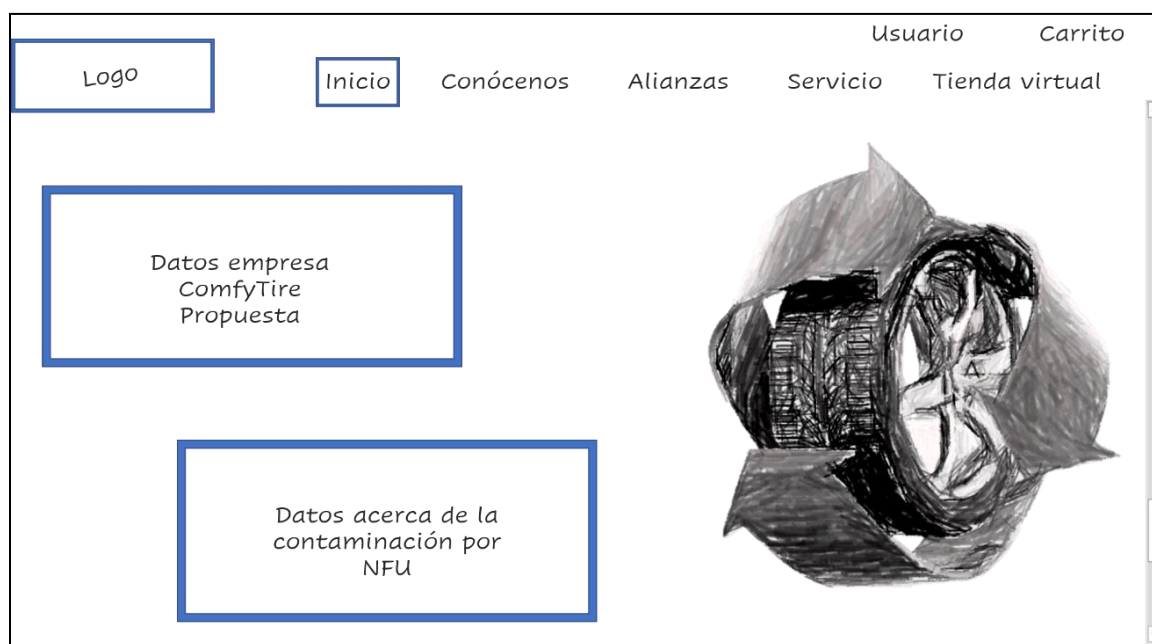 Usuario Carrito
Logo
Inicio Conócenos Alianzas Servicio Tienda virtual
Datos empresa
ComfyTire
Propuesta
Datos acerca de la
contaminación por
NFU